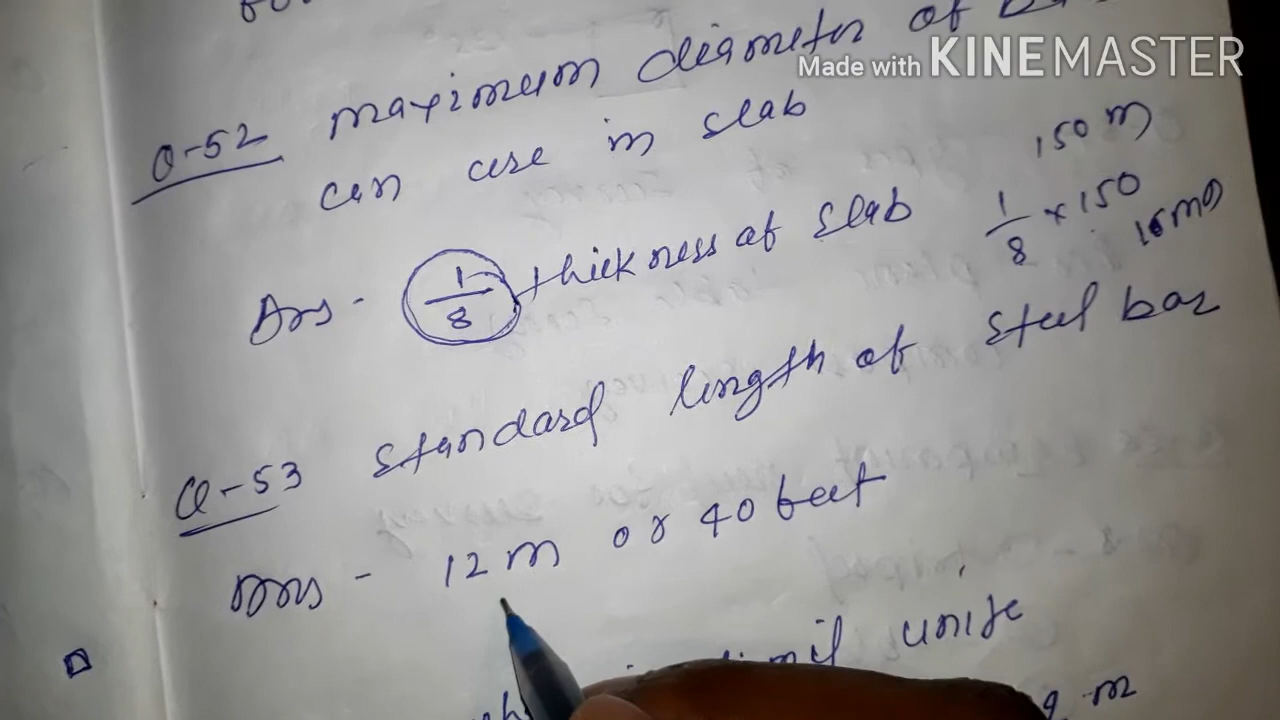 Made with KINEMASTER
Q-52 maximum diameter of
can use in slab
150 m
Ans - 1/8 thickness of slab
1/8 × 150
Q-53 standard length of steel bar
Ans - 12 m or 40 feet
unit
m